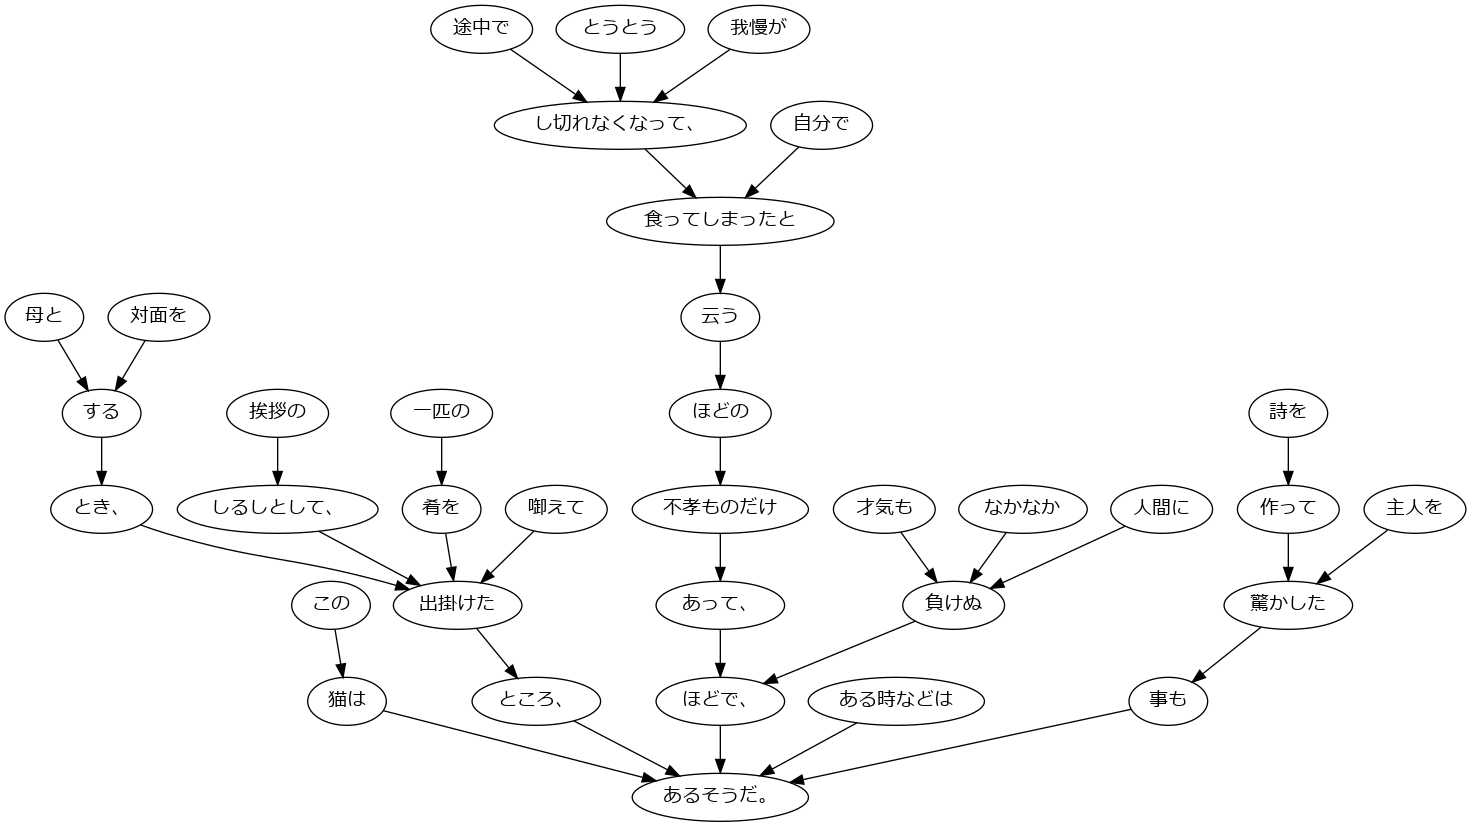 途中で とうとう 我慢が
し切れなくなって、 自分で
食ってしまったと
母と 対面を 云う
する 挨拶の 一匹の ほどの 詩を
とき、 しるしとして、 肴を 啣えて 不孝ものだけ 才気も なかなか 人間に 作って 主人を
この 出掛けた あって、 負けぬ 驚かした
猫は ところ、 ほどで、 ある時などは 事も
あるそうだ。